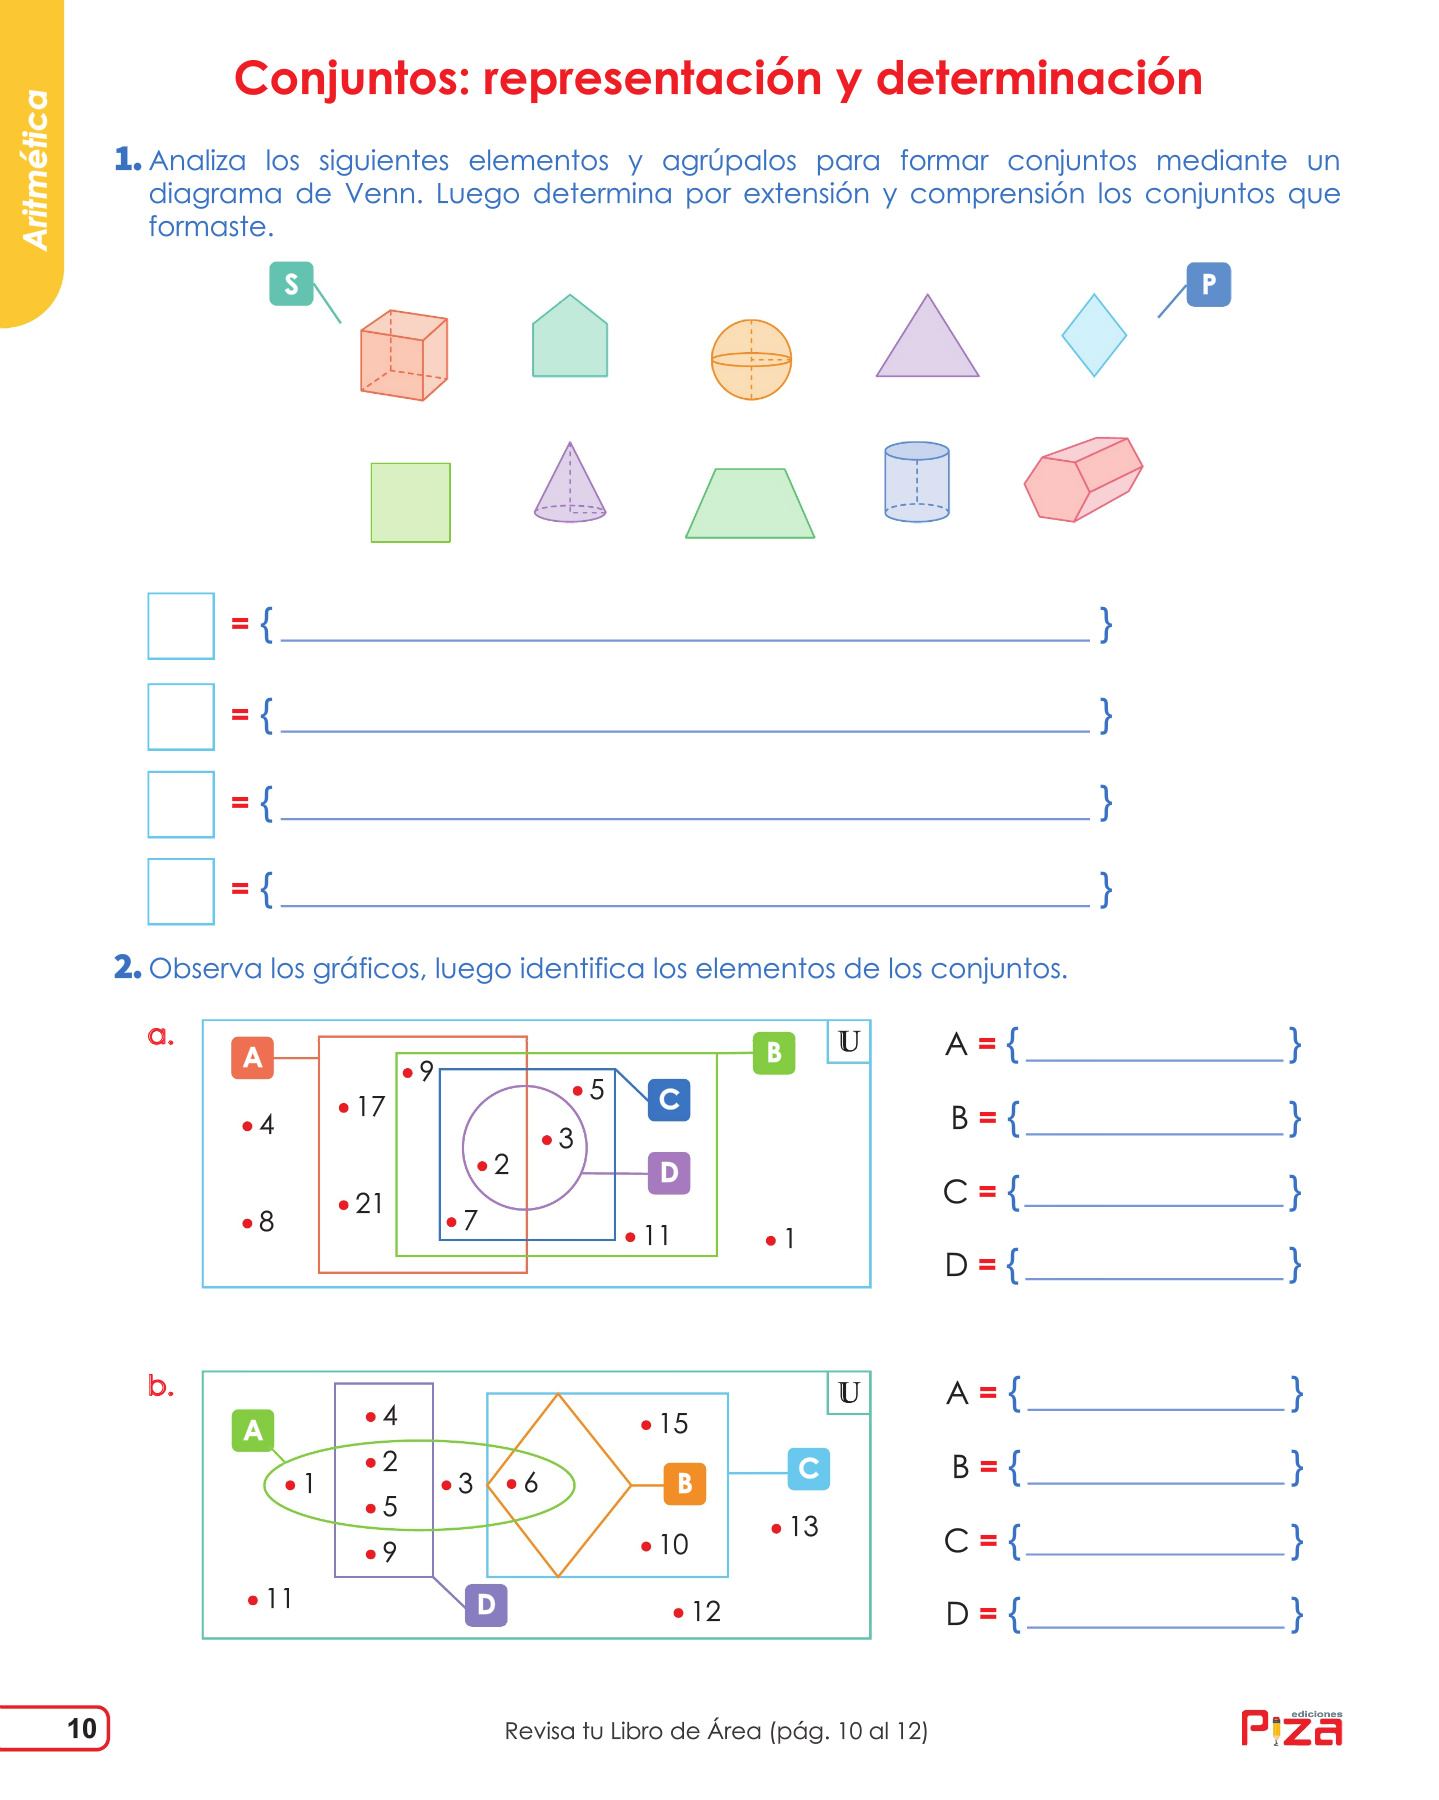 Aritmética
Conjuntos: representación y determinación
1. Analiza los siguientes elementos y agrúpalos para formar conjuntos mediante un
diagrama de Venn. Luego determina por extensión y comprensión los conjuntos que
formaste.
S
P
= { }
= { }
= { }
= { }
2. Observa los gráficos, luego identifica los elementos de los conjuntos.
a.
A
B
U
C
D
9
5
17
4
3
2
21
8
7
11
1
A = { }
B = { }
C = { }
D = { }
b.
U
A
4
15
2
C
1
3
6
B
5
13
9
10
11
D
12
A = { }
B = { }
C = { }
D = { }
10
Revisa tu Libro de Área (pág. 10 al 12)
ediciones
Piza